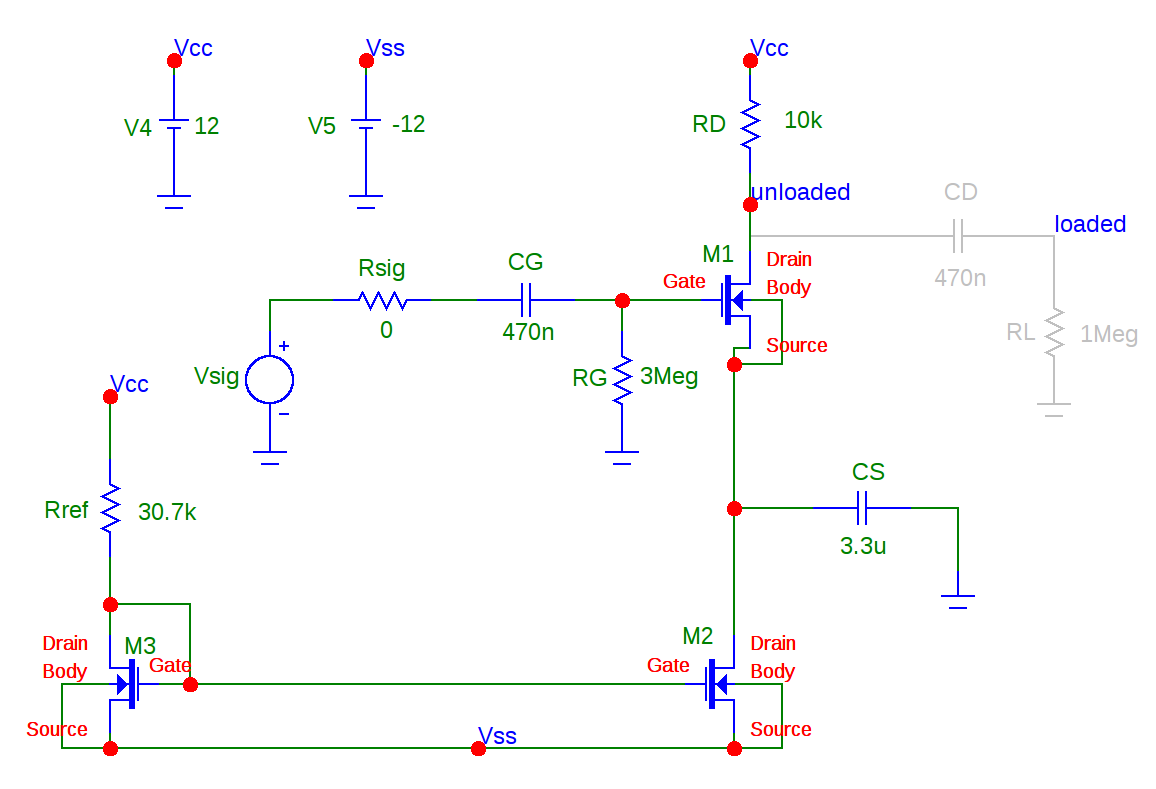 Vcc
Vss
Vcc
V4
12
V5
-12
RD
10k
unloaded
CD
loaded
470n
RL
1Meg
M1
Drain
Gate
Body
Source
Rsig
0
CG
470n
Vsig
+
−
RG
3Meg
Vcc
Rref
30.7k
CS
3.3u
Drain
M3
Body
Gate
Source
M2
Drain
Gate
Body
Source
Vss